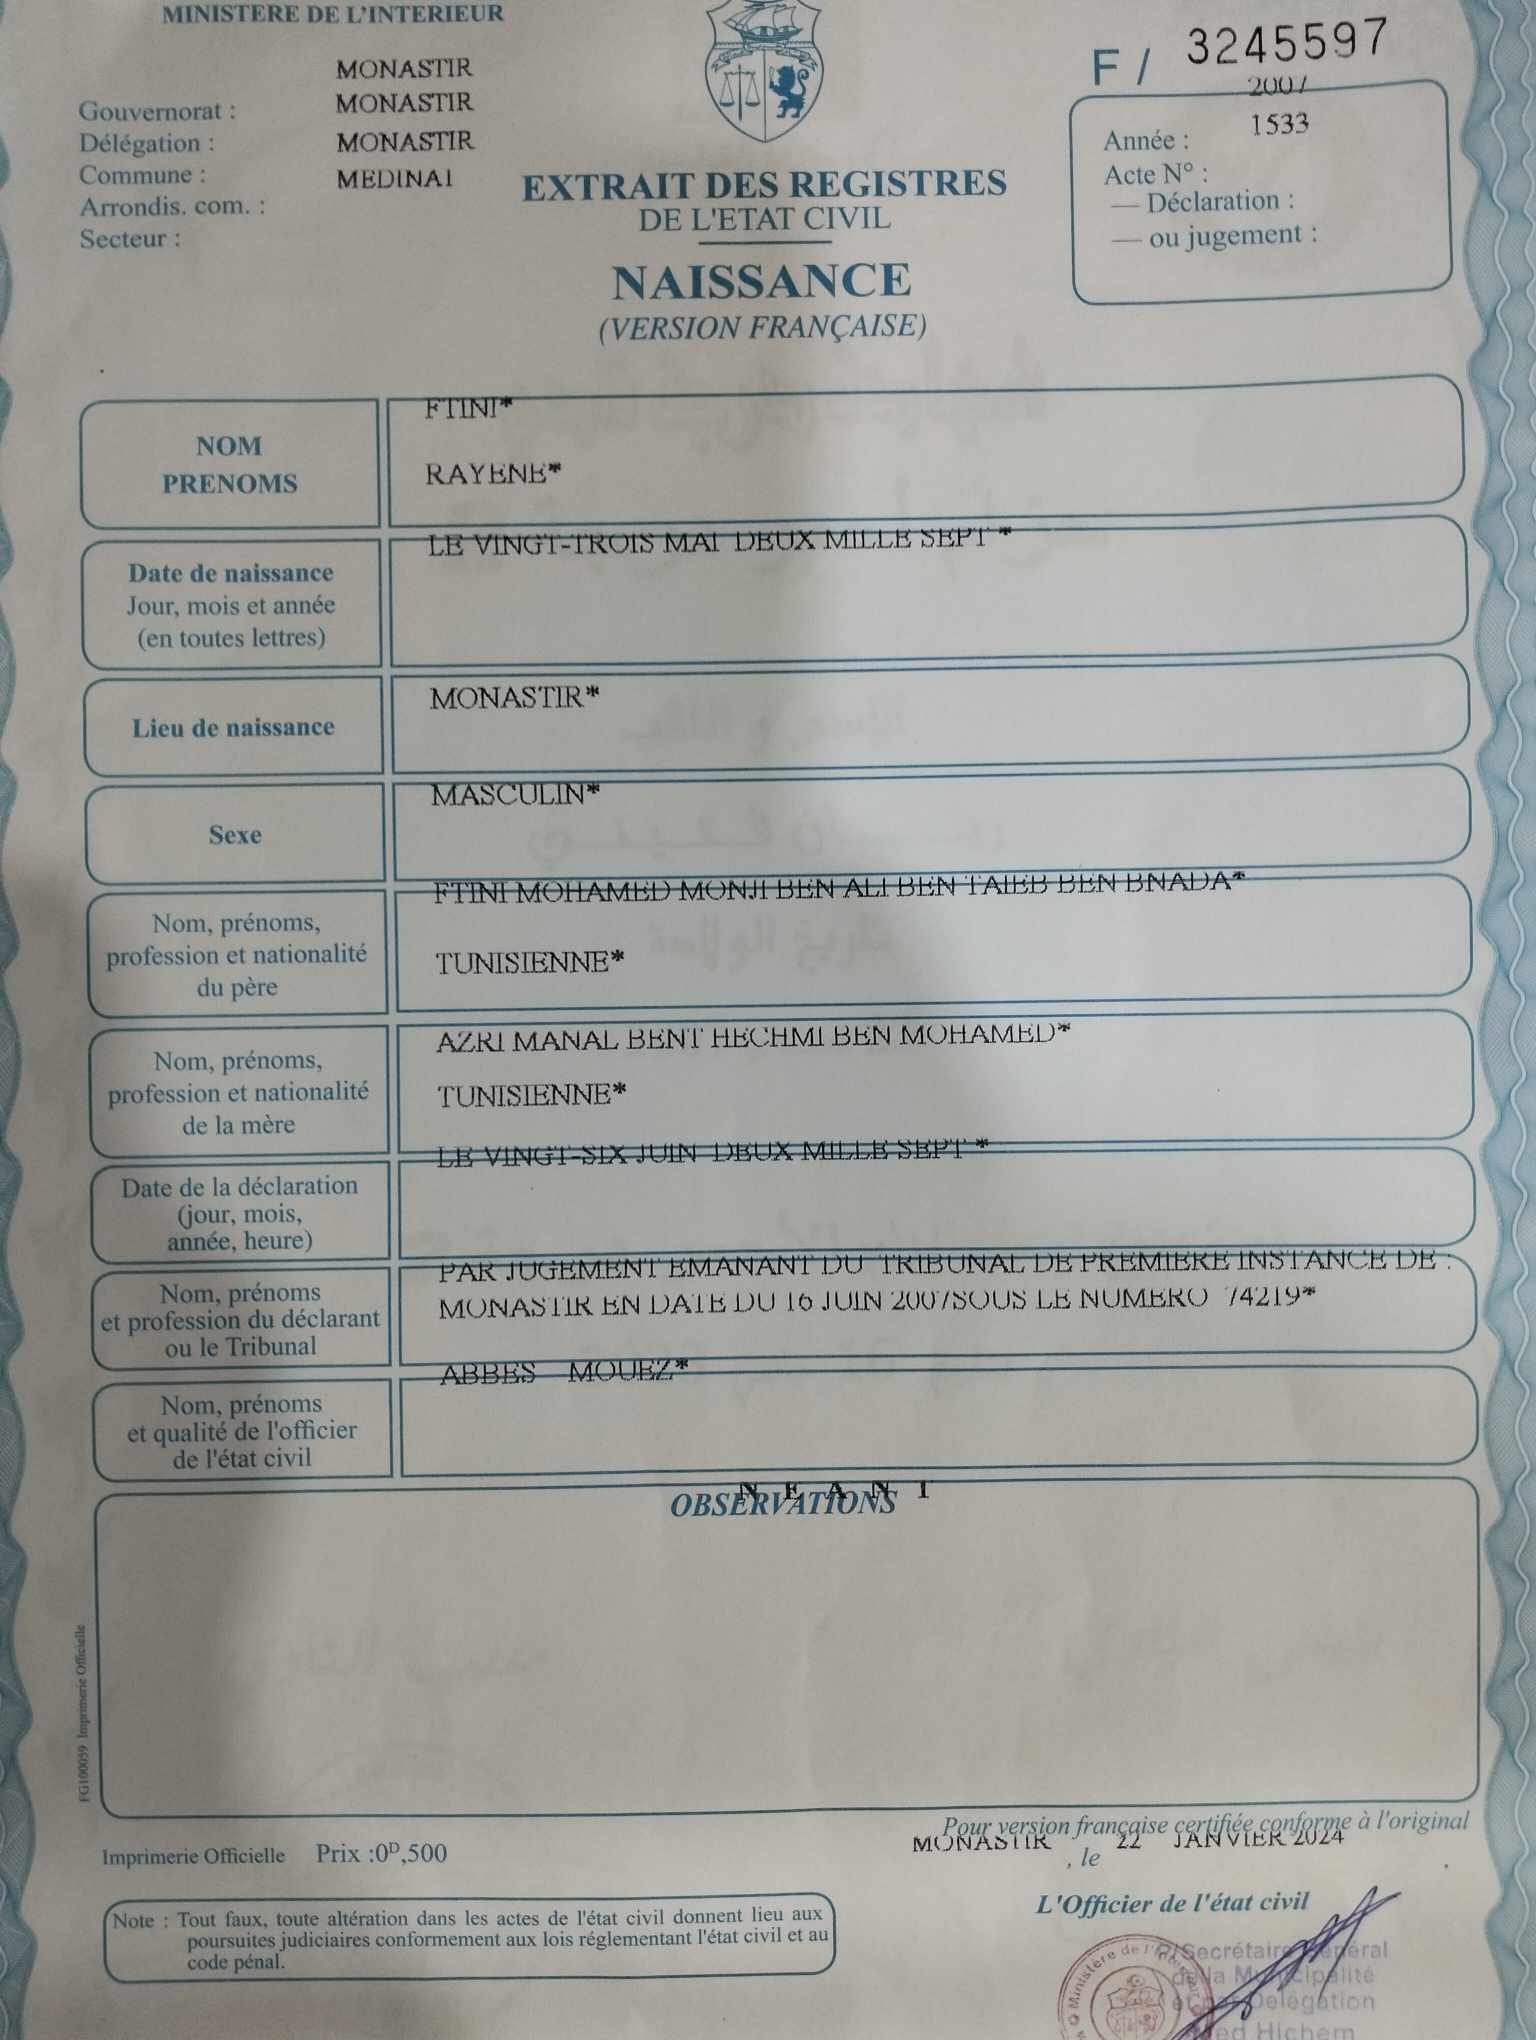 MINISTERE DE L'INTERIEUR
MONASTIR
Gouvernorat : MONASTIR
Délégation : MONASTIR
Commune : MEDINA1
Arrondis. com. :
Secteur :
EXTRAIT DES REGISTRES
DE L'ETAT CIVIL
NAISSANCE
(VERSION FRANÇAISE)
F / 3245597
2007
Année : 1533
Acte N° :
— Déclaration :
— ou jugement :
NOM
PRENOMS
FTINI*
RAYENE*
Date de naissance
Jour, mois et année
(en toutes lettres)
LE VINGT-TROIS MAI DEUX MILLE SEPT *
Lieu de naissance
MONASTIR*
Sexe
MASCULIN*
Nom, prénoms,
profession et nationalité
du père
FTINI MOHAMED MONJI BEN ALI BEN TAIEB BEN BNADA*
TUNISIENNE*
Nom, prénoms,
profession et nationalité
de la mère
AZRI MANAL BENT HECHMI BEN MOHAMED*
TUNISIENNE*
Date de la déclaration
(jour, mois,
année, heure)
LE VINGT-SIX JUIN DEUX MILLE SEPT *
Nom, prénoms
et profession du déclarant
ou le Tribunal
PAR JUGEMENT EMANANT DU TRIBUNAL DE PREMIERE INSTANCE DE :
MONASTIR EN DATE DU 16 JUIN 2007SOUS LE NUMERO 74219*
Nom, prénoms
et qualité de l'officier
de l'état civil
ABBES MOUEZ*
N E A N T
OBSERVATIONS
FG100059 Imprimerie Officielle
Pour version française certifiée conforme à l'original
MONASTIR , le 22 JANVIER 2024
Imprimerie Officielle Prix :0ᴰ,500
L'Officier de l'état civil
Note : Tout faux, toute altération dans les actes de l'état civil donnent lieu aux
poursuites judiciaires conformement aux lois réglementant l'état civil et au
code pénal.
Ministère de
P/Secrétaire Général
de la Municipalité
et par Délégation
Hichem